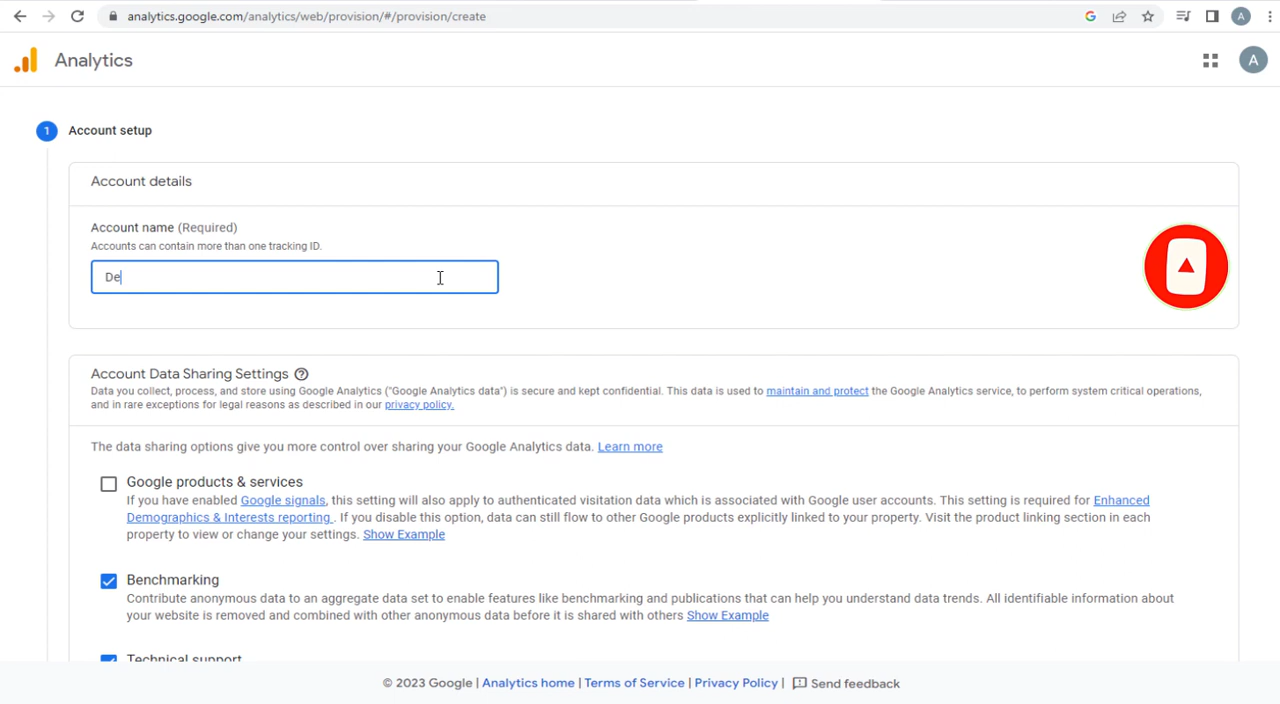 analytics.google.com/analytics/web/provision/#/provision/create
A
Analytics
A
1 Account setup
Account details
Account name (Required)
Accounts can contain more than one tracking ID.
De
Account Data Sharing Settings
Data you collect, process, and store using Google Analytics ("Google Analytics data") is secure and kept confidential. This data is used to maintain and protect the Google Analytics service, to perform system critical operations,
and in rare exceptions for legal reasons as described in our privacy policy.
The data sharing options give you more control over sharing your Google Analytics data. Learn more
Google products & services
If you have enabled Google signals, this setting will also apply to authenticated visitation data which is associated with Google user accounts. This setting is required for Enhanced
Demographics & Interests reporting . If you disable this option, data can still flow to other Google products explicitly linked to your property. Visit the product linking section in each
property to view or change your settings. Show Example
Benchmarking
Contribute anonymous data to an aggregate data set to enable features like benchmarking and publications that can help you understand data trends. All identifiable information about
your website is removed and combined with other anonymous data before it is shared with others Show Example
Technical support
© 2023 Google | Analytics home | Terms of Service | Privacy Policy | Send feedback